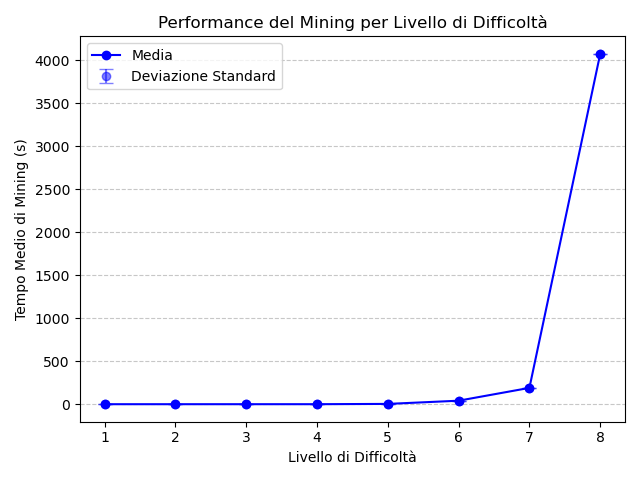 Performance del Mining per Livello di Difficoltà
Media
Deviazione Standard
Tempo Medio di Mining (s)
4000
3500
3000
2500
2000
1500
1000
500
0
1 2 3 4 5 6 7 8
Livello di Difficoltà